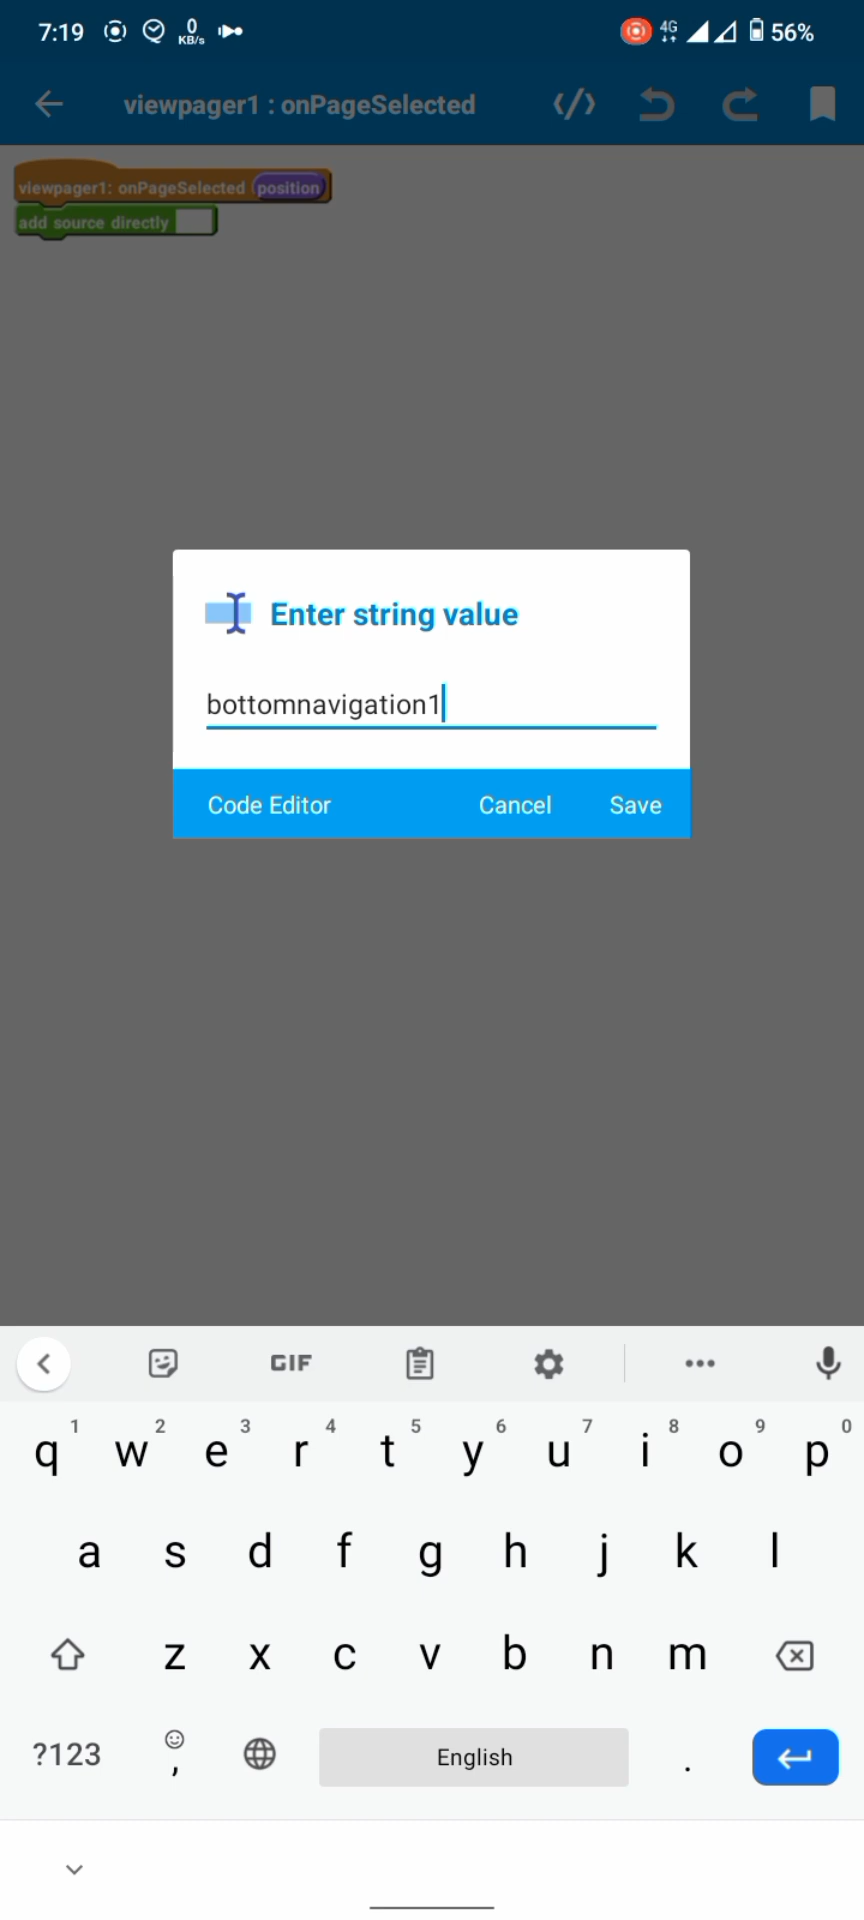 7:19 0 KB/s 4G 56%
viewpager1 : onPageSelected </>
viewpager1: onPageSelected position
add source directly
Enter string value
bottomnavigation1
Code Editor Cancel Save
GIF
q 1 w 2 e 3 r 4 t 5 y 6 u 7 i 8 o 9 p 0
a s d f g h j k l
z x c v b n m
?123 , English .